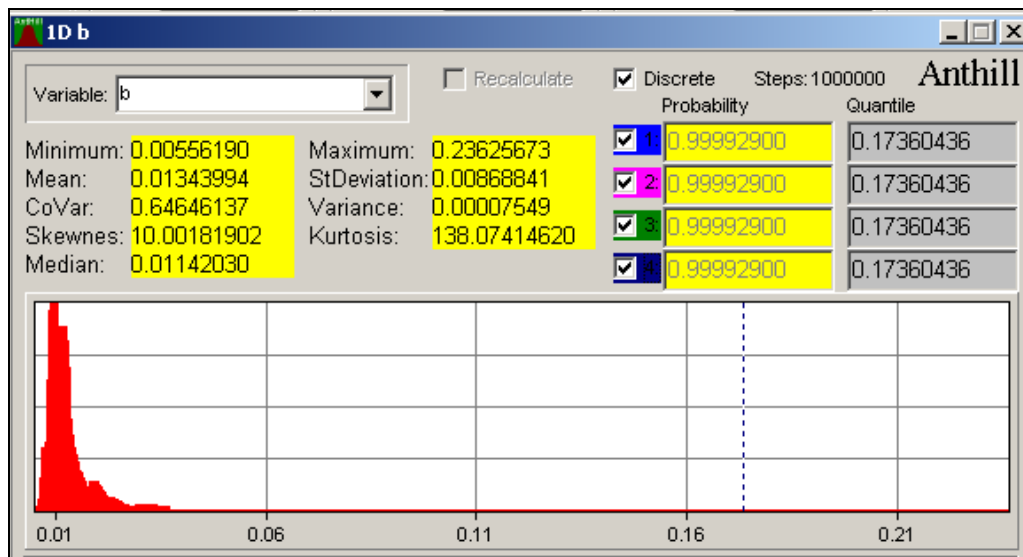 AntHill 1D b
Variable: b Recalculate Discrete Steps:1000000 Anthill
Probability Quantile
Minimum: 0.00556190 Maximum: 0.23625673 1: 0.99992900 0.17360436
Mean: 0.01343994 StDeviation: 0.00868841 2: 0.99992900 0.17360436
CoVar: 0.64646137 Variance: 0.00007549 3: 0.99992900 0.17360436
Skewnes: 10.00181902 Kurtosis: 138.07414620 4: 0.99992900 0.17360436
Median: 0.01142030
0.01 0.06 0.11 0.16 0.21